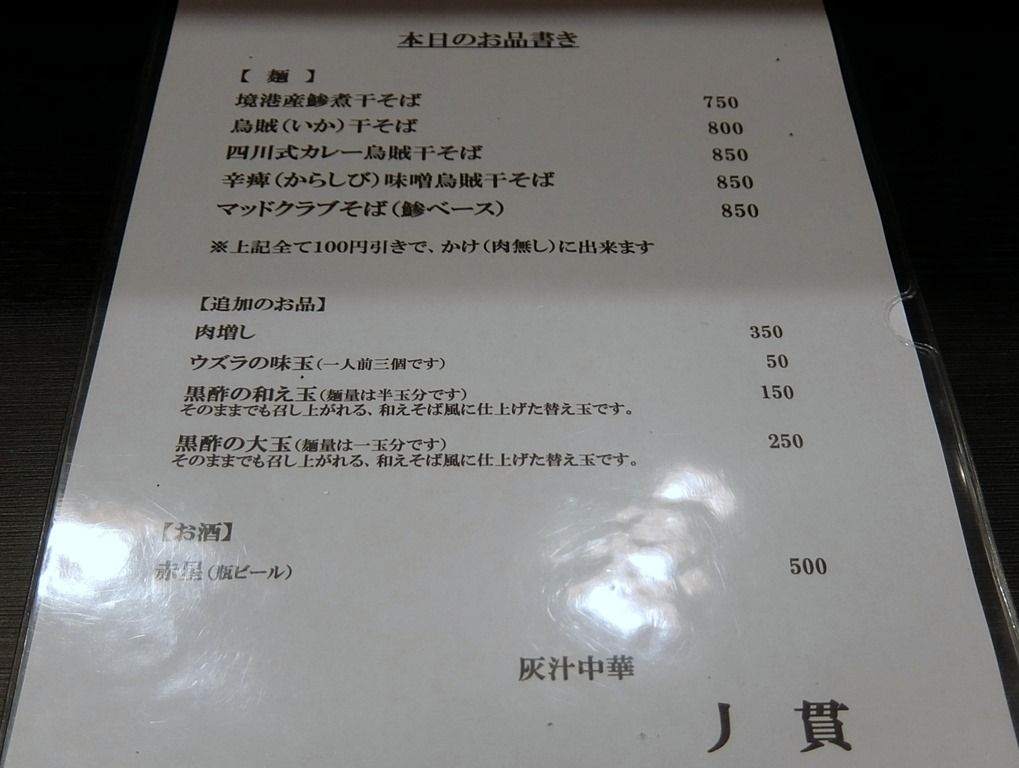 本日のお品書き
【 麺 】
境港産鯵煮干そば 750
烏賊(いか)干そば 800
四川式カレー烏賊干そば 850
辛痺(からしび)味噌烏賊干そば 850
マッドクラブそば(鯵ベース) 850
※上記全て100円引きで、かけ(肉無し)に出来ます
【追加のお品】
肉増し 350
ウズラの味玉(一人前三個です) 50
黒酢の和え玉(麺量は半玉分です) 150
そのままでも召し上がれる、和えそば風に仕上げた替え玉です。
黒酢の大玉(麺量は一玉分です) 250
そのままでも召し上がれる、和えそば風に仕上げた替え玉です。
【お酒】
赤星(瓶ビール) 500
灰汁中華
丿 貫